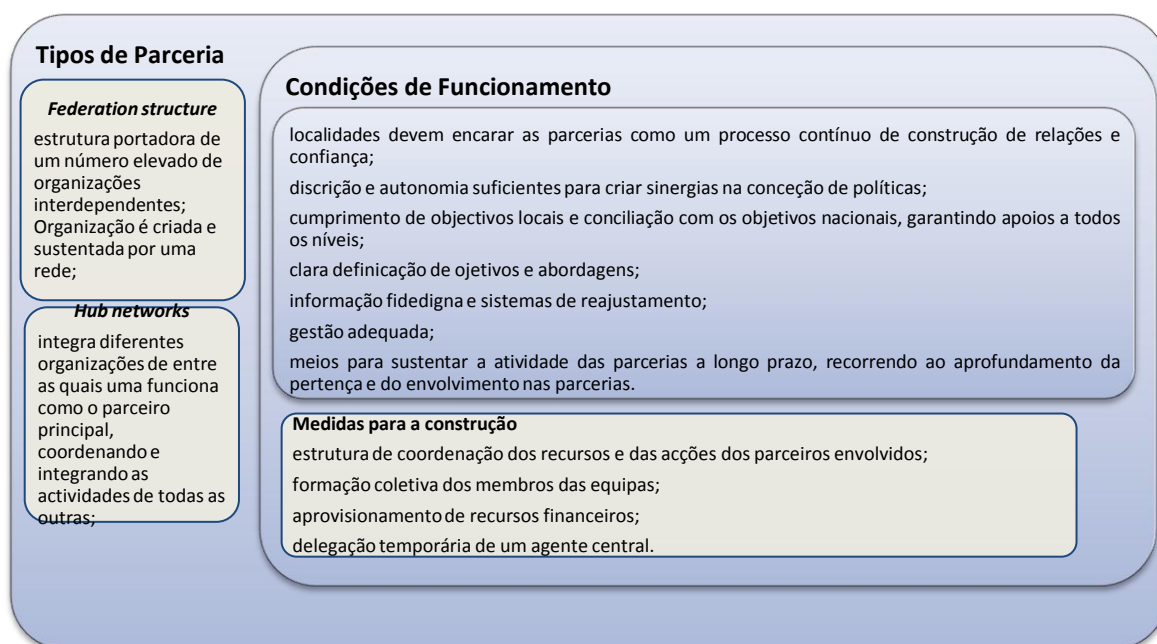 Tipos de Parceria
Federation structure
estrutura portadora de
um número elevado de
organizações
interdependentes;
Organização é criada e
sustentada por uma
rede;
Hub networks
integra diferentes
organizações de entre
as quais uma funciona
como o parceiro
principal,
coordenando e
integrando as
actividades de todas as
outras;
Condições de Funcionamento
localidades devem encarar as parcerias como um processo contínuo de construção de relações e
confiança;
discrição e autonomia suficientes para criar sinergias na conceção de políticas;
cumprimento de objectivos locais e conciliação com os objetivos nacionais, garantindo apoios a todos
os níveis;
clara definicação de ojetivos e abordagens;
informação fidedigna e sistemas de reajustamento;
gestão adequada;
meios para sustentar a atividade das parcerias a longo prazo, recorrendo ao aprofundamento da
pertença e do envolvimento nas parcerias.
Medidas para a construção
estrutura de coordenação dos recursos e das acções dos parceiros envolvidos;
formação coletiva dos membros das equipas;
aprovisionamento de recursos financeiros;
delegação temporária de um agente central.